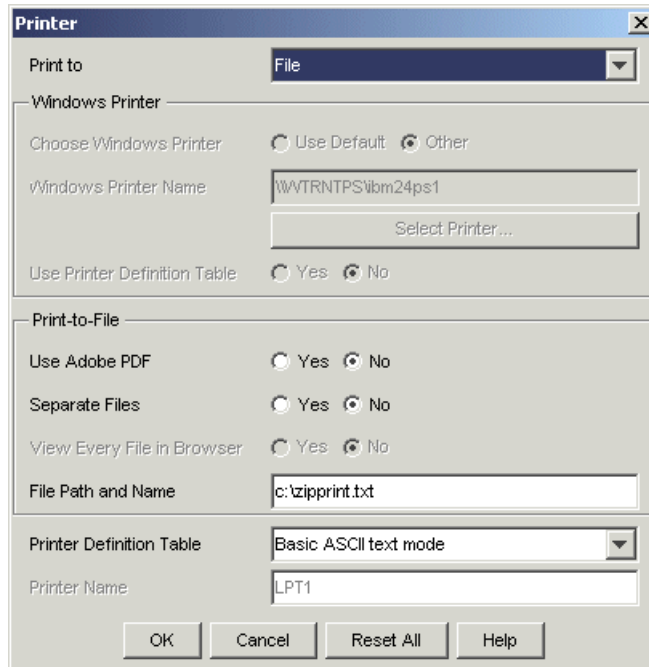 Printer
Print to File
Windows Printer
Choose Windows Printer Use Default Other
Windows Printer Name \\WTRNTPS\ibm24ps1
Select Printer...
Use Printer Definition Table Yes No
Print-to-File
Use Adobe PDF Yes No
Separate Files Yes No
View Every File in Browser Yes No
File Path and Name c:\zipprint.txt
Printer Definition Table Basic ASCII text mode
Printer Name LPT1
OK Cancel Reset All Help